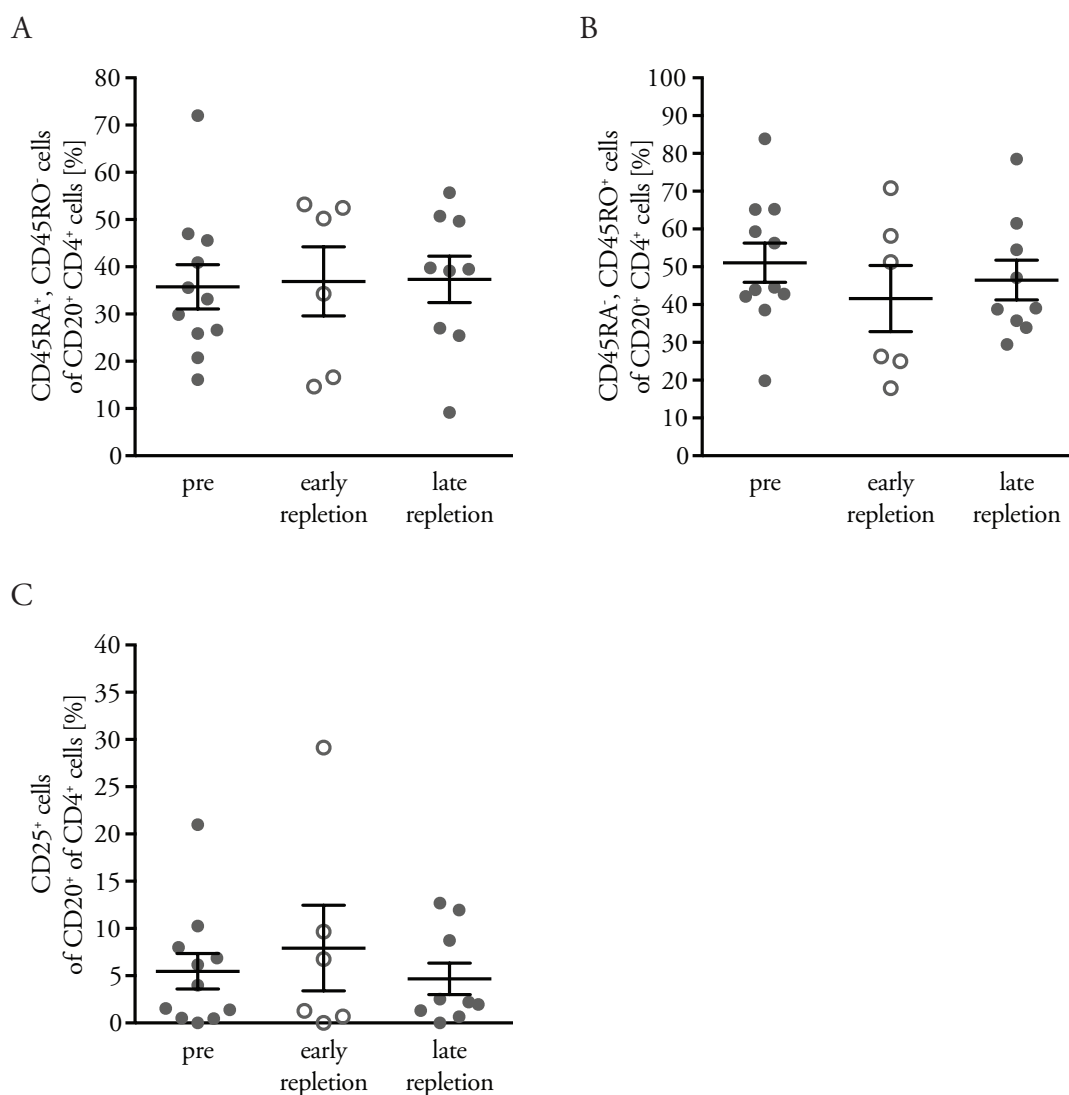 A
CD45RA⁺, CD45RO⁻ cells
of CD20⁺ CD4⁺ cells [%]
80
70
60
50
40
30
20
10
0
pre
early
repletion
late
repletion
B
CD45RA⁻, CD45RO⁺ cells
of CD20⁺ CD4⁺ cells [%]
100
90
80
70
60
50
40
30
20
10
0
pre
early
repletion
late
repletion
C
CD25⁺ cells
of CD20⁺ of CD4⁺ cells [%]
40
35
30
25
20
15
10
5
0
pre
early
repletion
late
repletion